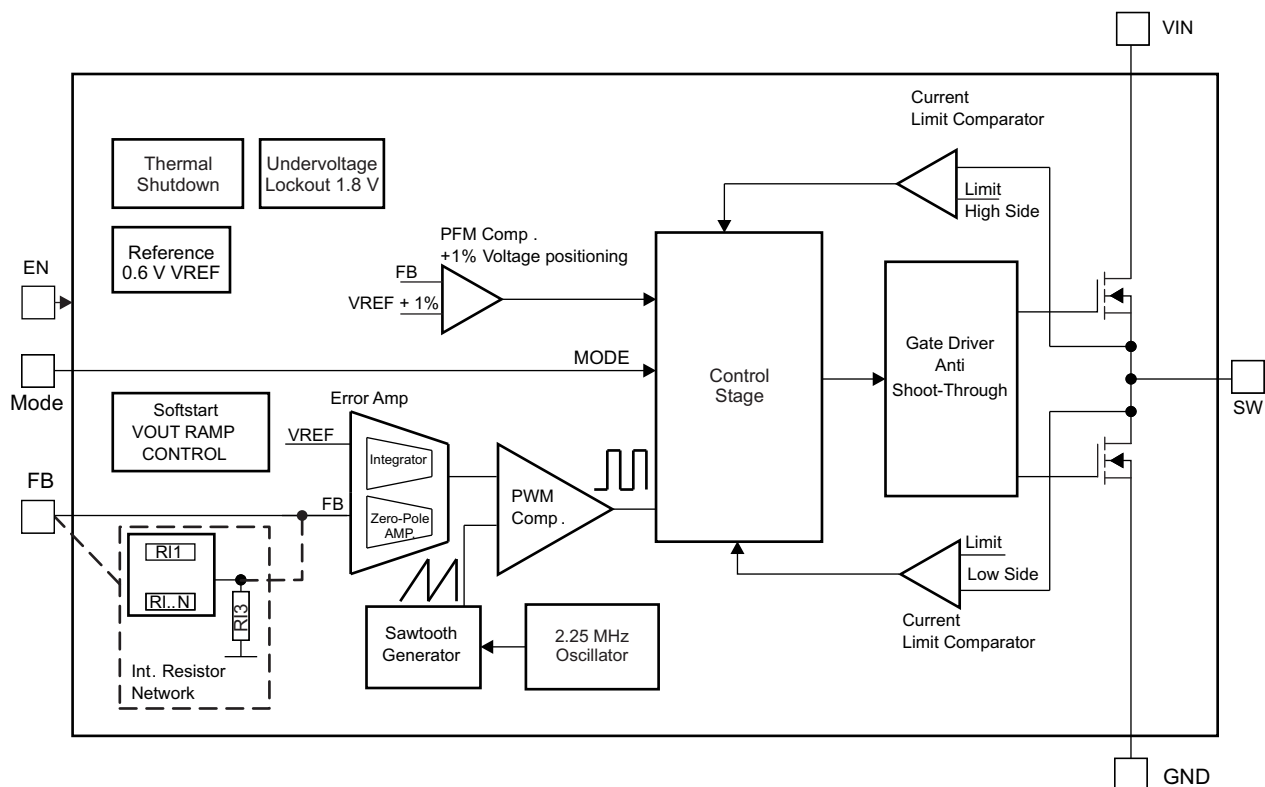 VIN
Current
Limit Comparator
Thermal
Shutdown
Undervoltage
Lockout 1.8 V
Limit
High Side
Reference
0.6 V VREF
PFM Comp .
+1% Voltage positioning
FB
VREF + 1%
EN
Gate Driver
Anti
Shoot-Through
MODE
Control
Stage
Mode
SW
Softstart
VOUT RAMP
CONTROL
Error Amp
VREF
Integrator
FB
FB
Zero-Pole
AMP.
PWM
Comp .
RI1
RI..N
RI3
Int. Resistor
Network
Sawtooth
Generator
2.25 MHz
Oscillator
Limit
Low Side
Current
Limit Comparator
GND